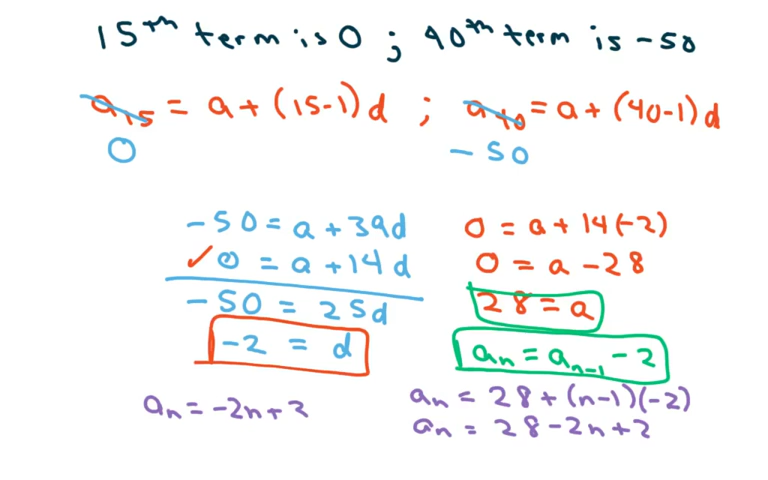 15th term is 0 ; 40th term is -50
a15 = a + (15-1)d ; a40 = a + (40-1)d
0 -50
-50 = a + 39d
✓0 = a + 14d
-50 = 25d
-2 = d
0 = a + 14(-2)
0 = a - 28
28 = a
an = an-1 - 2
an = 28 + (n-1)(-2)
an = 28 - 2n + 2
an = -2n + 2